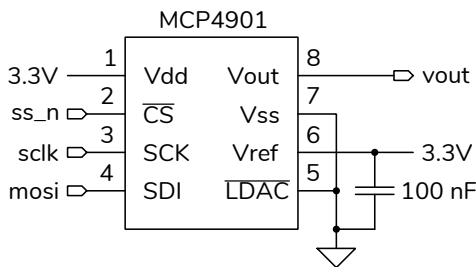 MCP4901
3.3V 1 Vdd Vout 8 vout
ss_n 2 CS Vss 7
sclk 3 SCK Vref 6 3.3V
mosi 4 SDI LDAC 5 100 nF